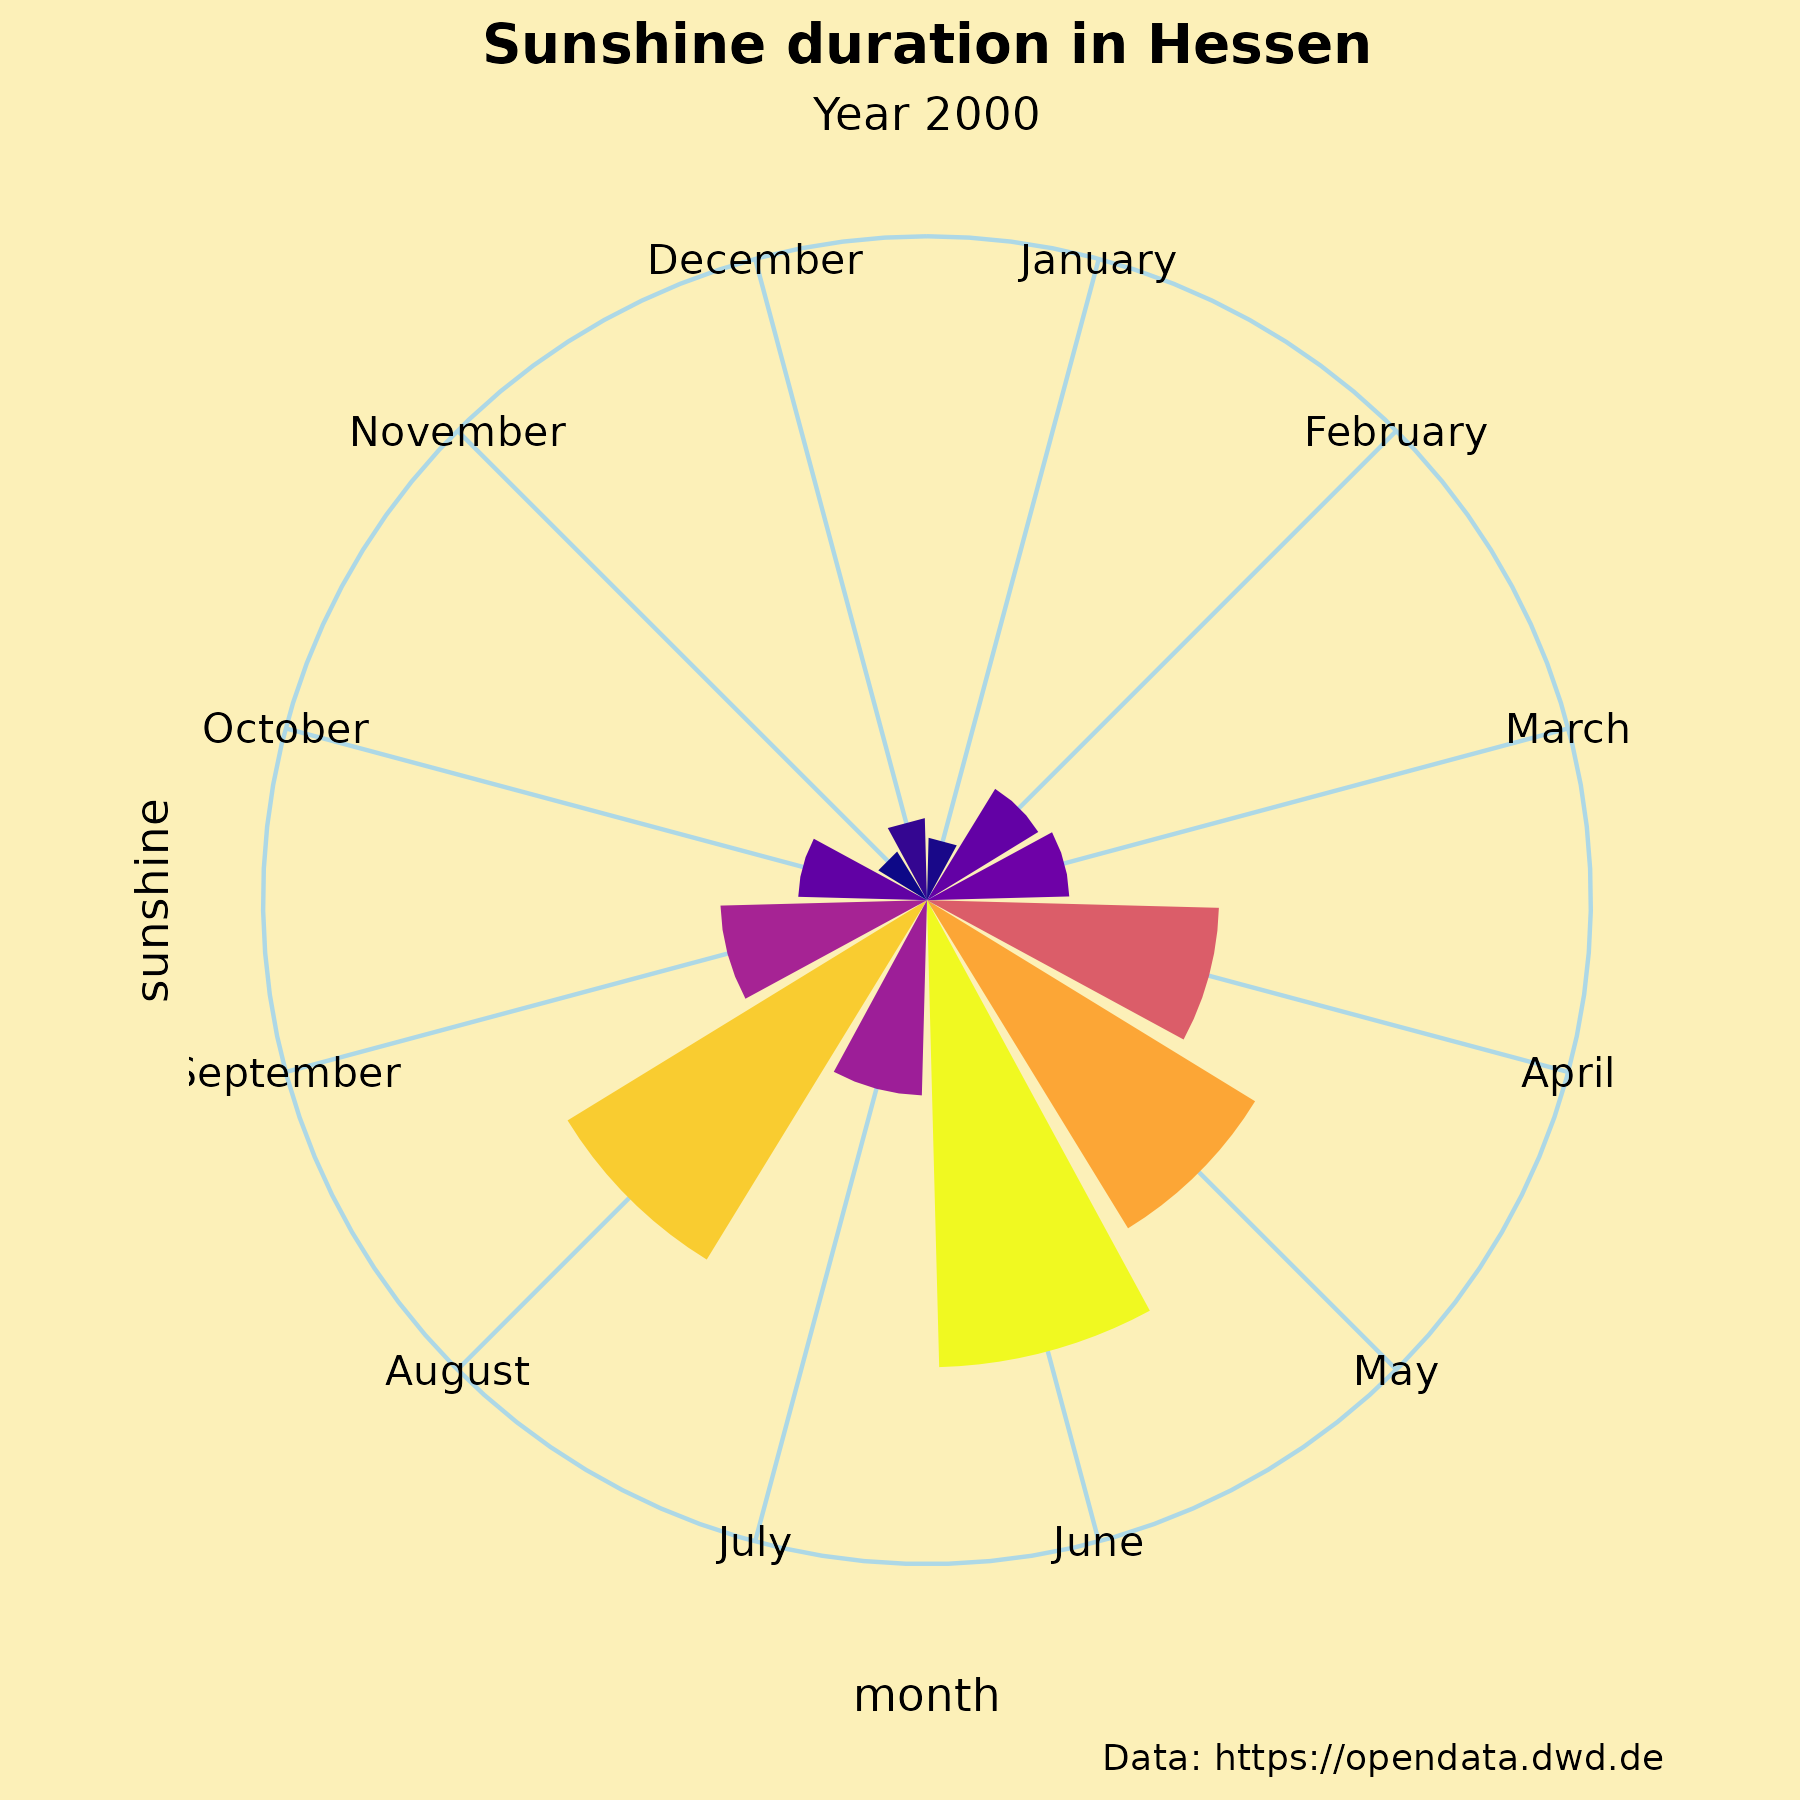 Sunshine duration in Hessen
Year 2000
December
January
November
February
October
March
sunshine
September
April
August
May
July
June
month
Data: https://opendata.dwd.de